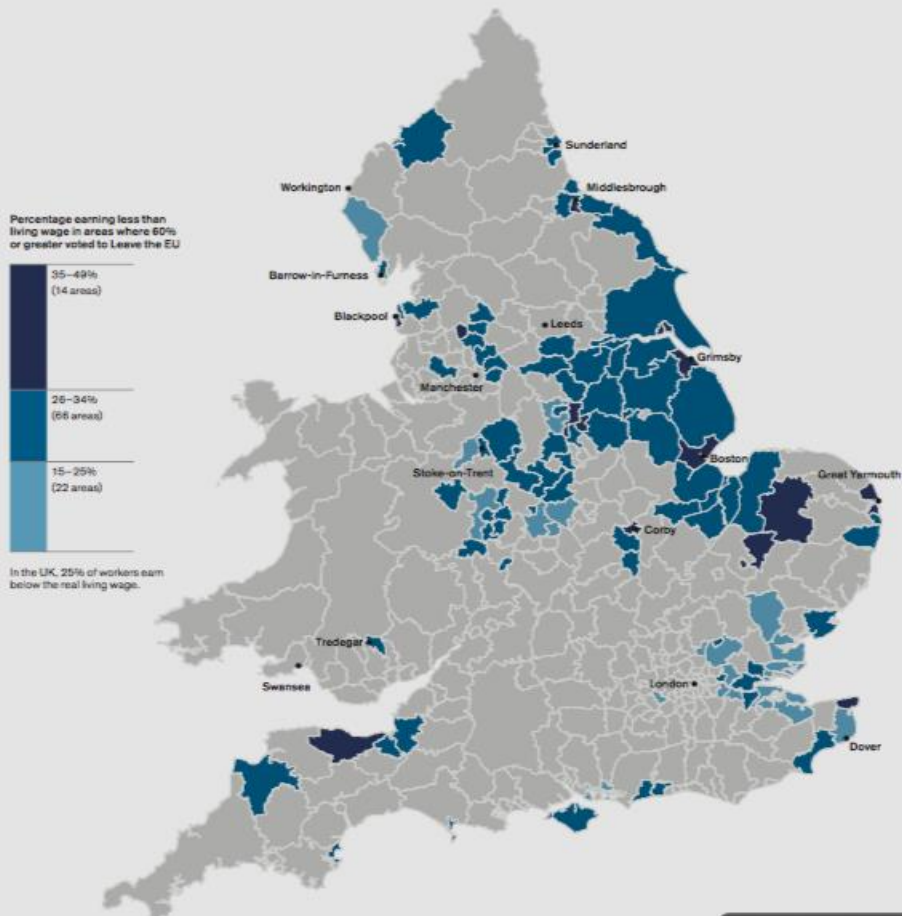 Sunderland
Workington
Middlesbrough
Percentage earning less than
living wage in areas where 60%
or greater voted to Leave the EU
35–49%
(14 areas)
Barrow-in-Furness
Blackpool
Leeds
Grimsby
Manchester
26–34%
(66 areas)
Boston
Stoke-on-Trent
15–25%
(22 areas)
Great Yarmouth
Corby
In the UK, 25% of workers earn
below the real living wage.
Tredegar
Swansea
London
Dover